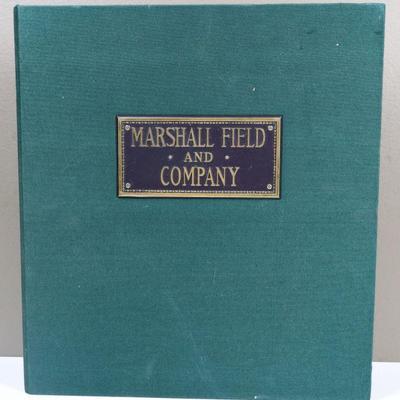 MARSHALL FIELD
· AND ·
COMPANY